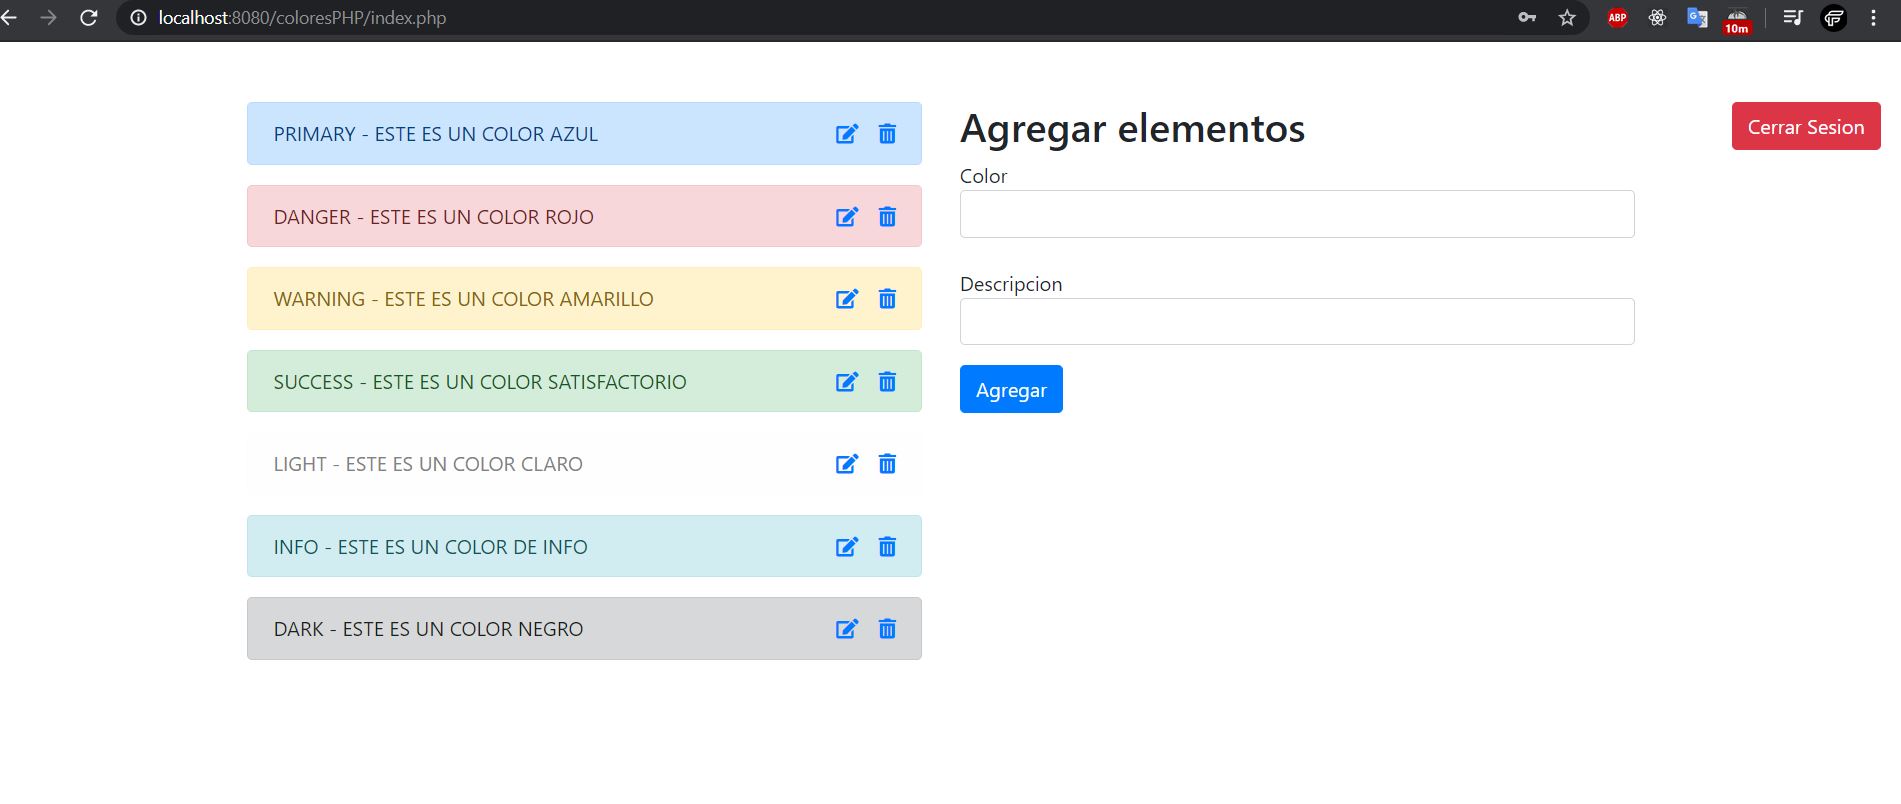 localhost:8080/coloresPHP/index.php
ABP
10m
PRIMARY - ESTE ES UN COLOR AZUL
DANGER - ESTE ES UN COLOR ROJO
WARNING - ESTE ES UN COLOR AMARILLO
SUCCESS - ESTE ES UN COLOR SATISFACTORIO
LIGHT - ESTE ES UN COLOR CLARO
INFO - ESTE ES UN COLOR DE INFO
DARK - ESTE ES UN COLOR NEGRO
Agregar elementos
Color
Descripcion
Agregar
Cerrar Sesion